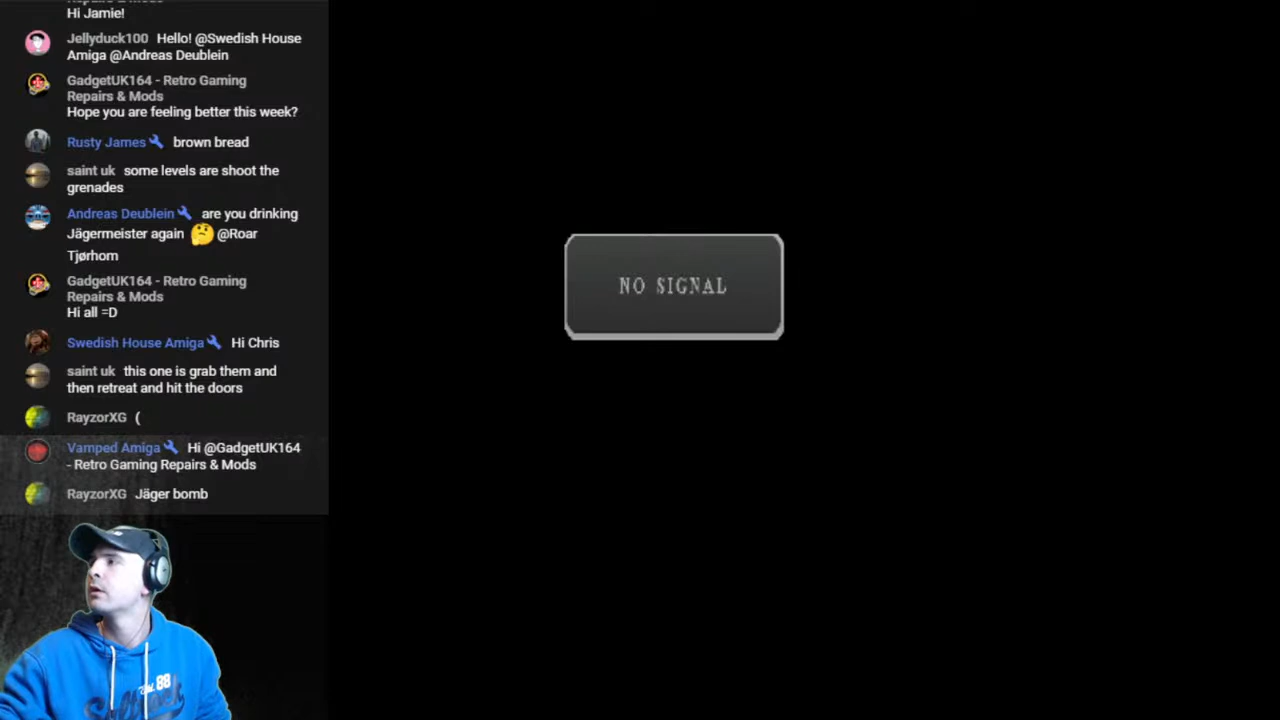 Hi Jamie!
Jellyduck100 Hello! @Swedish House
Amiga @Andreas Deublein
GadgetUK164 - Retro Gaming
Repairs & Mods
Hope you are feeling better this week?
Rusty James brown bread
saint uk some levels are shoot the
grenades
Andreas Deublein are you drinking
Jägermeister again 🤔 @Roar
Tjørhom
GadgetUK164 - Retro Gaming
Repairs & Mods
Hi all =D
Swedish House Amiga Hi Chris
saint uk this one is grab them and
then retreat and hit the doors
RayzorXG (
Vamped Amiga Hi @GadgetUK164
- Retro Gaming Repairs & Mods
RayzorXG Jäger bomb
NO SIGNAL
88